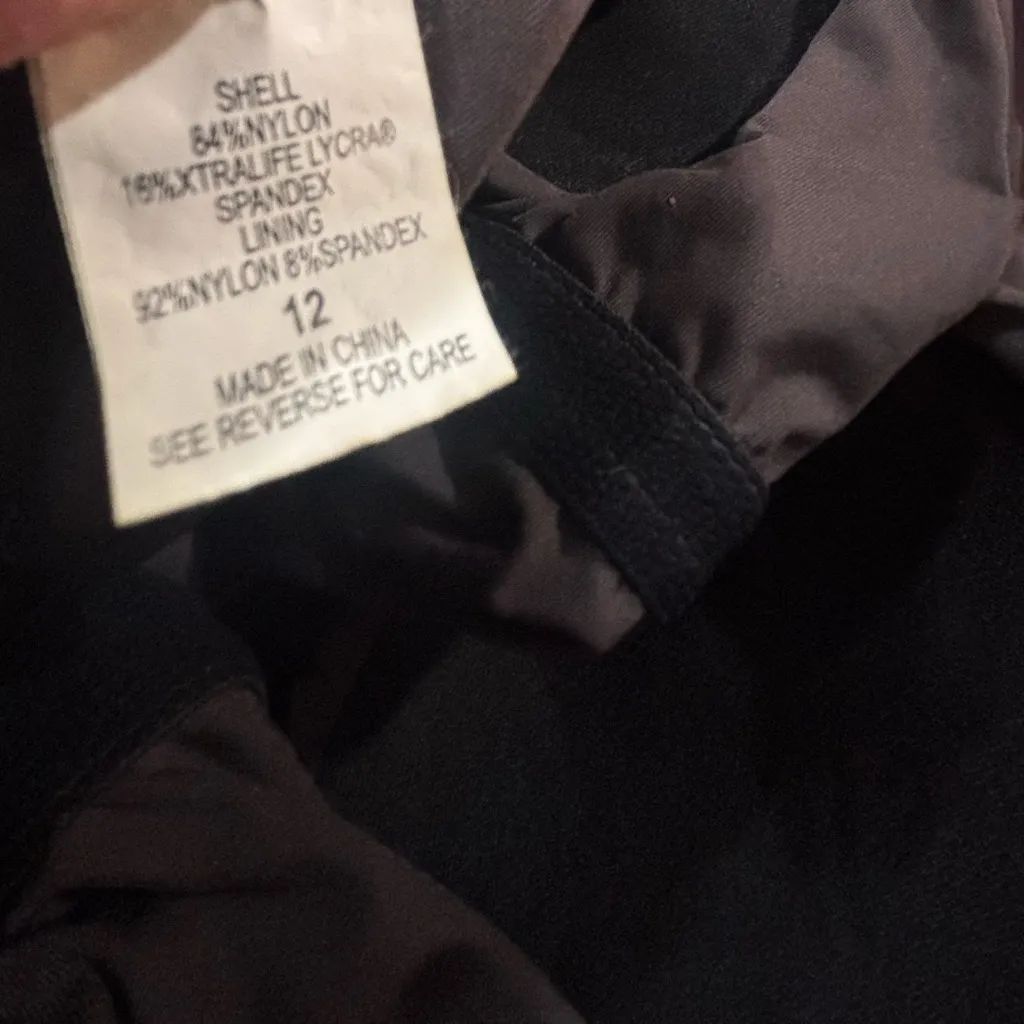 SHELL
84%NYLON
16%XTRALIFE LYCRA®
SPANDEX
LINING
92%NYLON 8%SPANDEX
12
MADE IN CHINA
SEE REVERSE FOR CARE